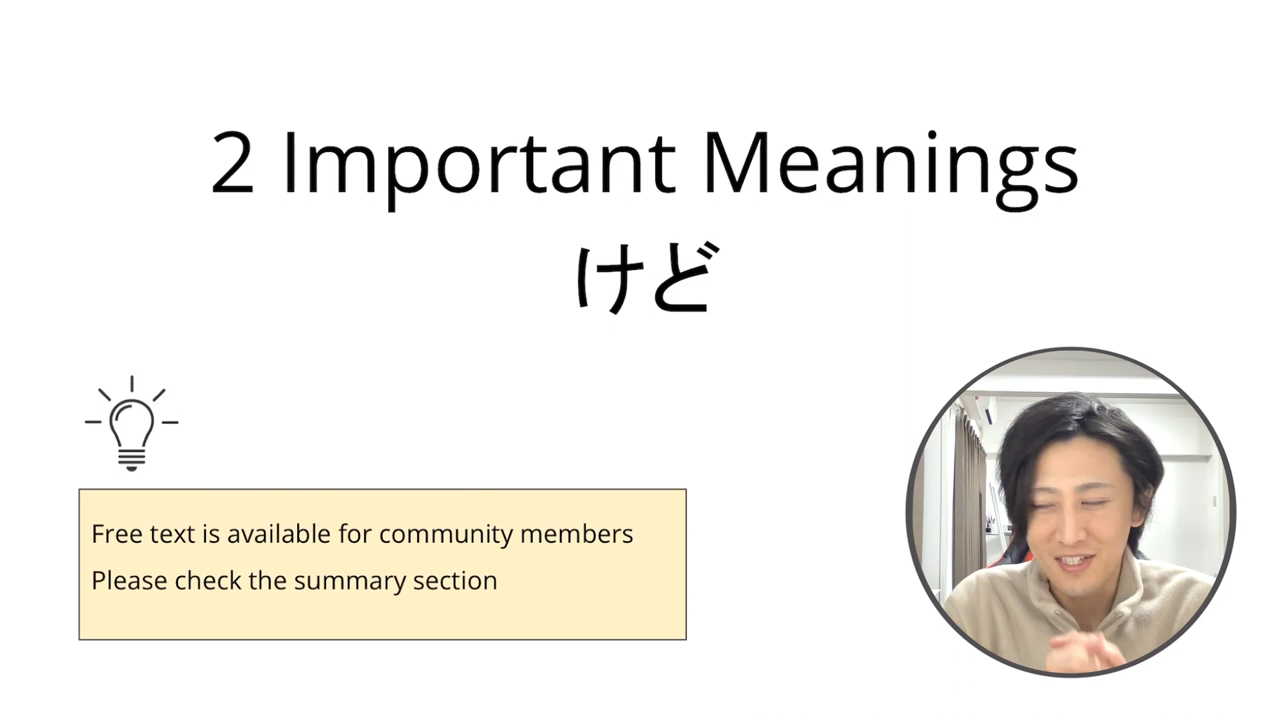 2 Important Meanings
けど
Free text is available for community members
Please check the summary section